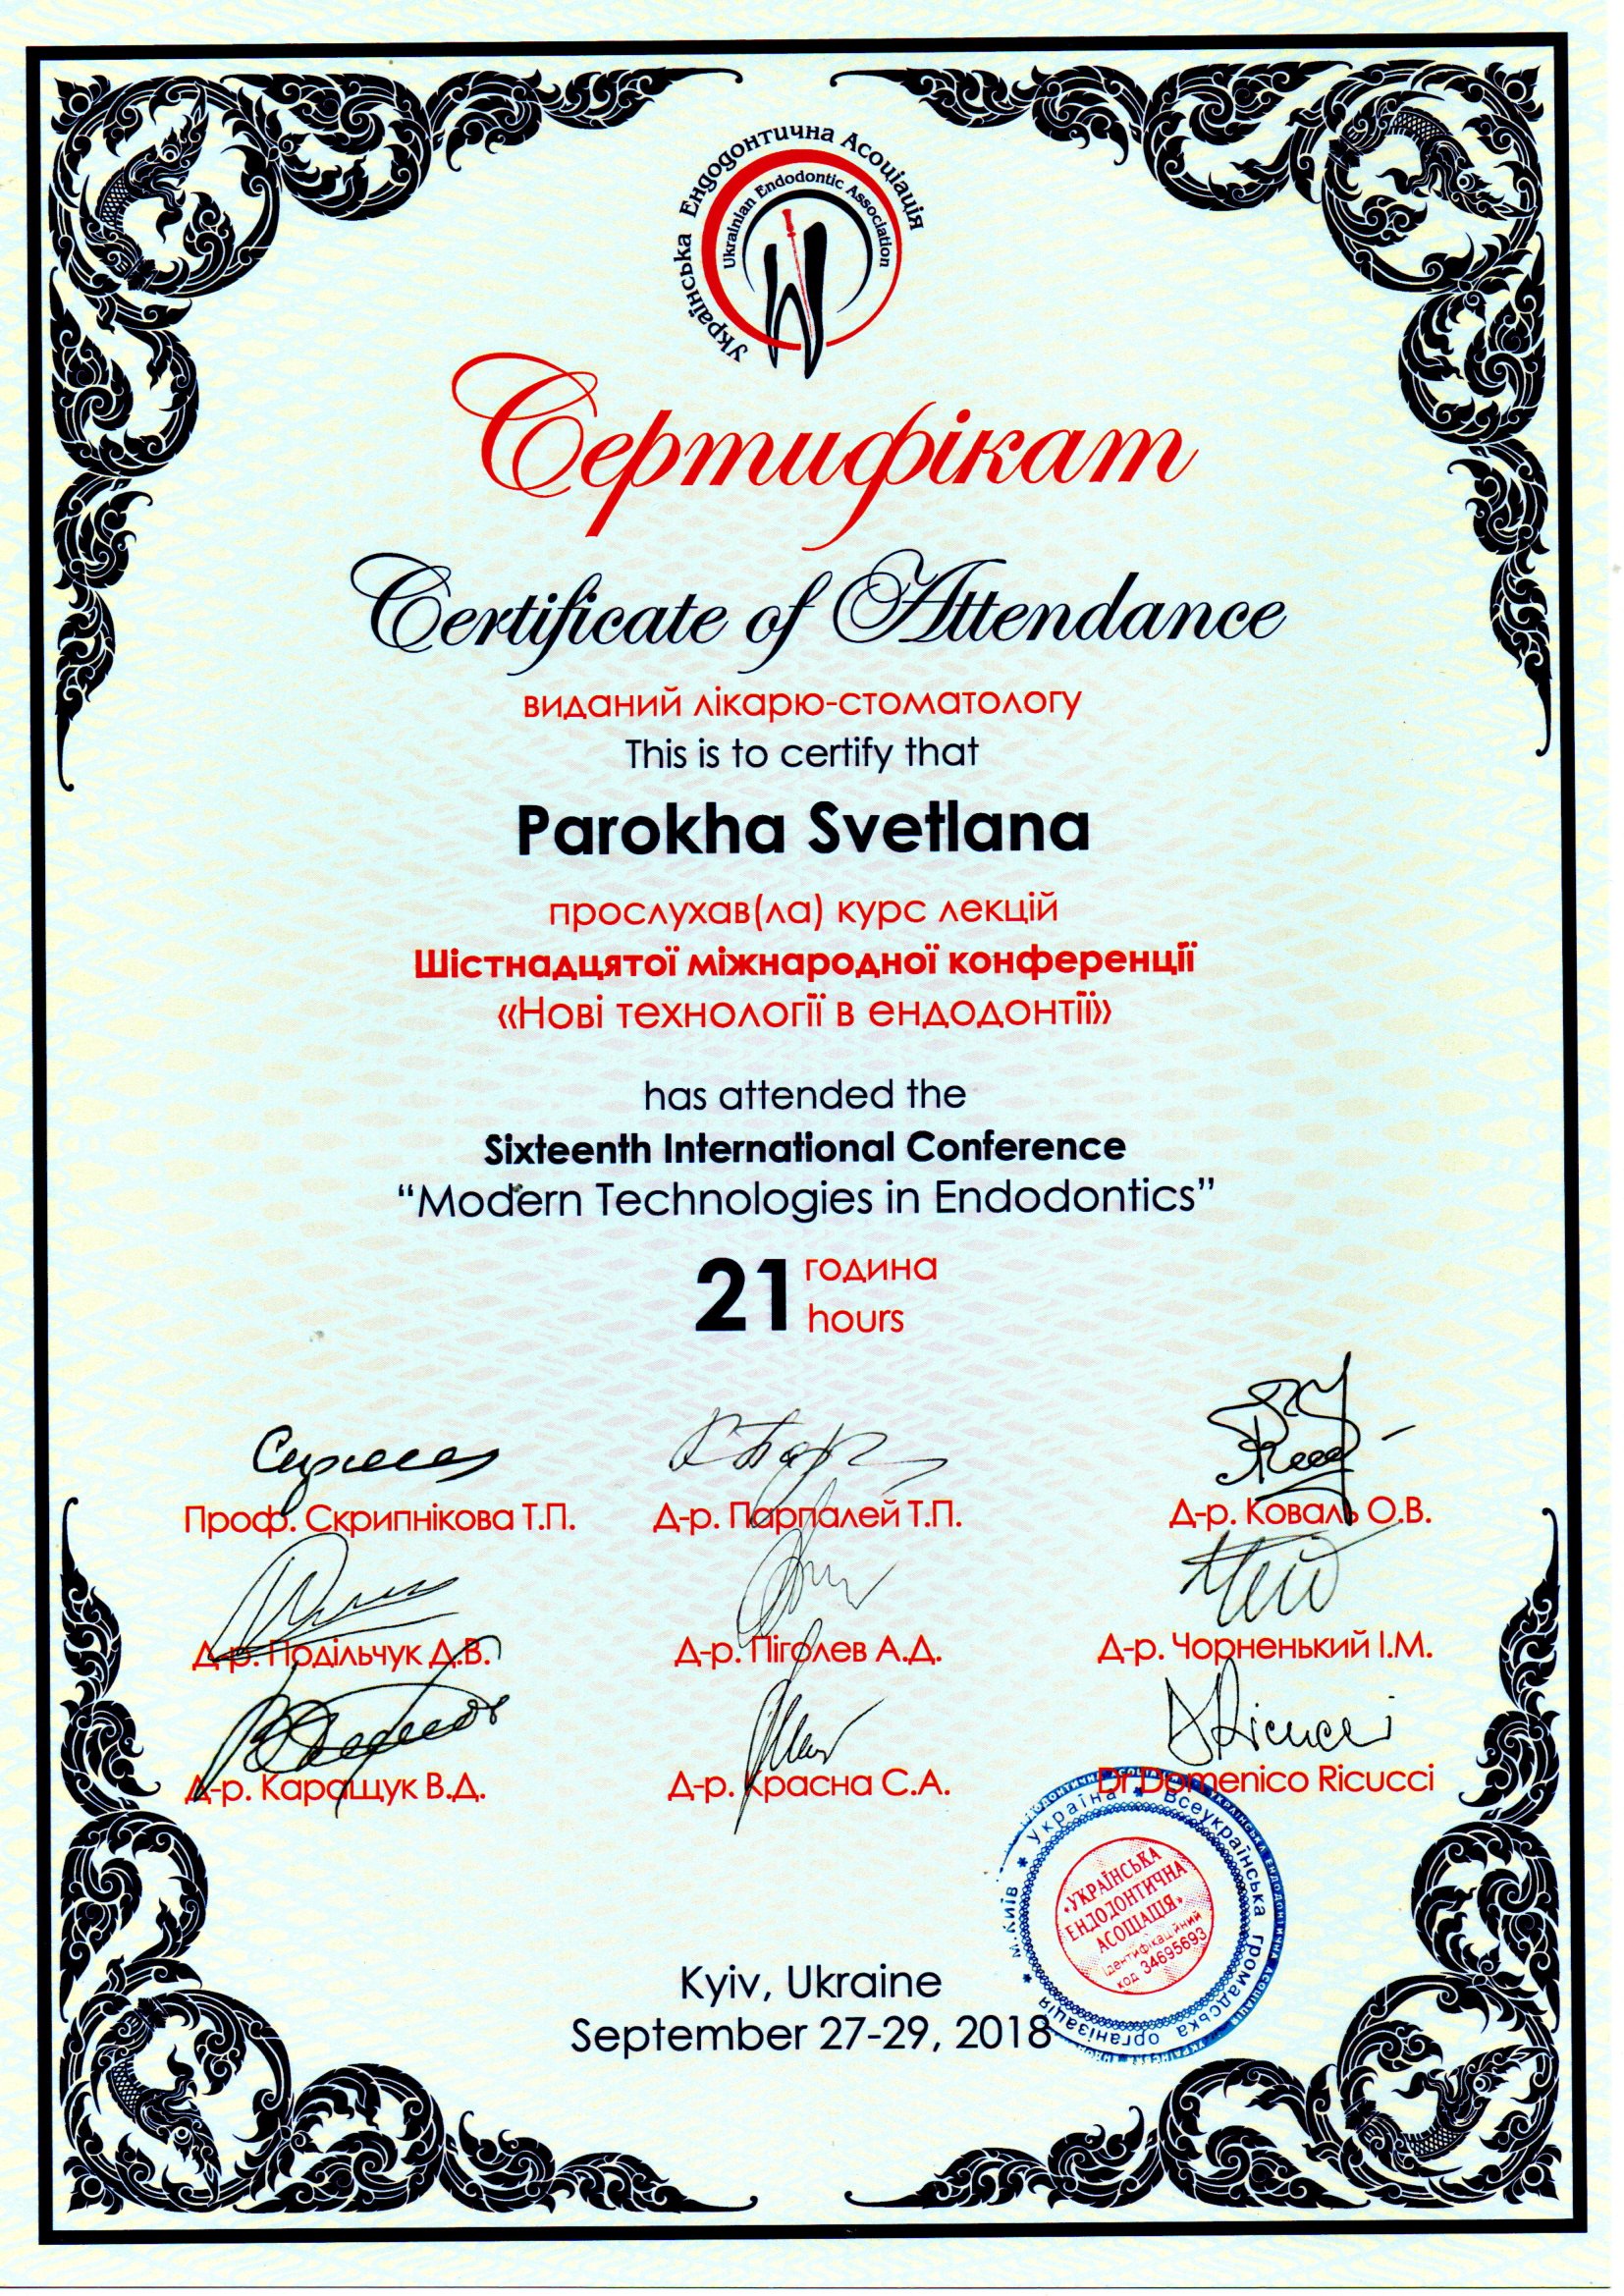 Українська Ендодонтична Асоціація
Ukrainian Endodontic Association
Сертифікат
Certificate of Attendance
виданий лікарю-стоматологу
This is to certify that
Parokha Svetlana
прослухав(ла) курс лекцій
Шістнадцятої міжнародної конференції
«Нові технології в ендодонтії»
has attended the
Sixteenth International Conference
“Modern Technologies in Endodontics”
21 година
hours
Проф. Скрипнікова Т.П.
Д-р. Парпалей Т.П.
Д-р. Коваль О.В.
Д-р. Подільчук Д.В.
Д-р. Піголев А.Д.
Д-р. Чорненький І.М.
Д-р. Каращук В.Д.
Д-р. Красна С.А.
Dr Domenico Ricucci
* м.Київ * Україна * Всеукраїнська громадська організація
«УКРАЇНСЬКА
ЕНДОДОНТИЧНА
АСОЦІАЦІЯ»
Ідентифікаційний
код 34695693
Kyiv, Ukraine
September 27-29, 2018